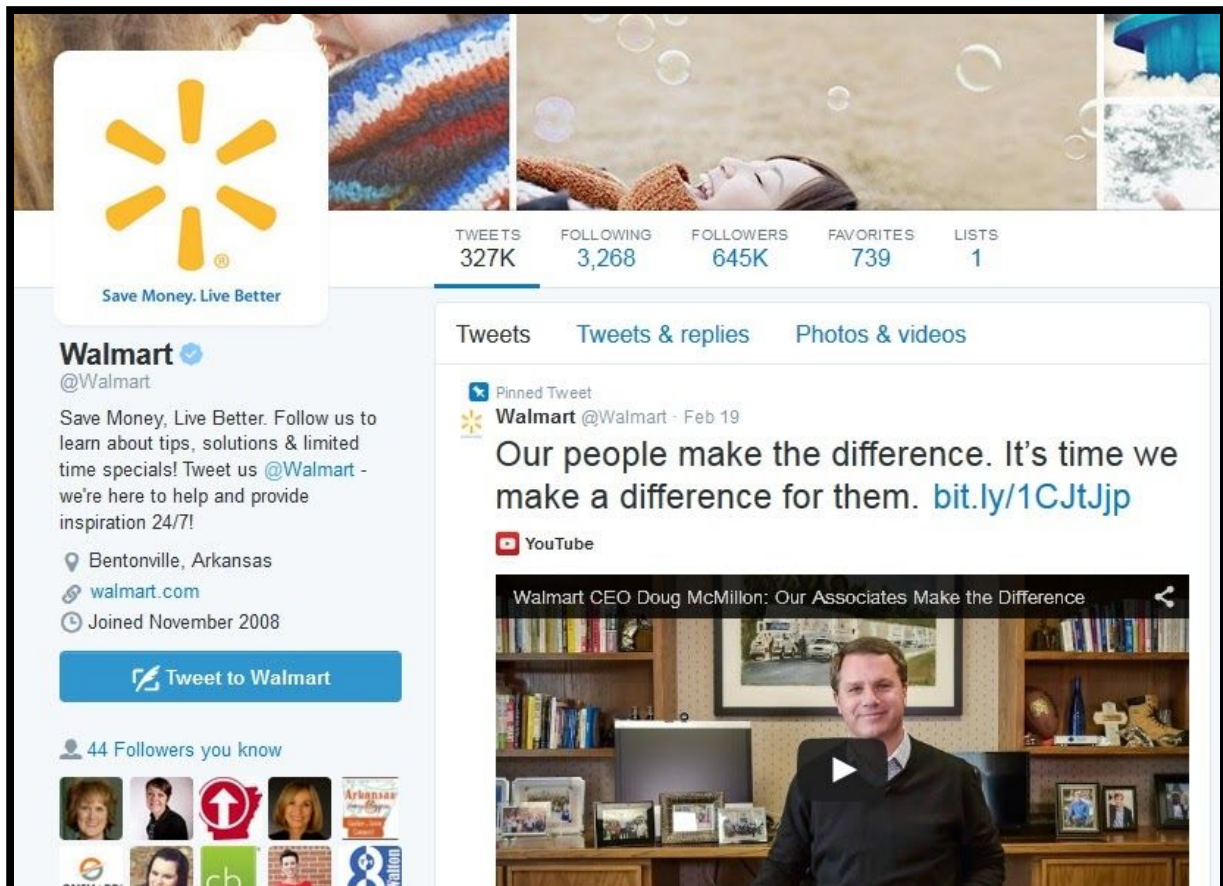 ®
Save Money. Live Better
TWEETS
327K
FOLLOWING
3,268
FOLLOWERS
645K
FAVORITES
739
LISTS
1
Walmart
@Walmart
Save Money, Live Better. Follow us to
learn about tips, solutions & limited
time specials! Tweet us @Walmart -
we're here to help and provide
inspiration 24/7!
Bentonville, Arkansas
walmart.com
Joined November 2008
Tweet to Walmart
44 Followers you know
Arkansas
cb
Walton
Tweets Tweets & replies Photos & videos
Pinned Tweet
Walmart @Walmart · Feb 19
Our people make the difference. It’s time we
make a difference for them. bit.ly/1CJtJjp
YouTube
Walmart CEO Doug McMillon: Our Associates Make the Difference